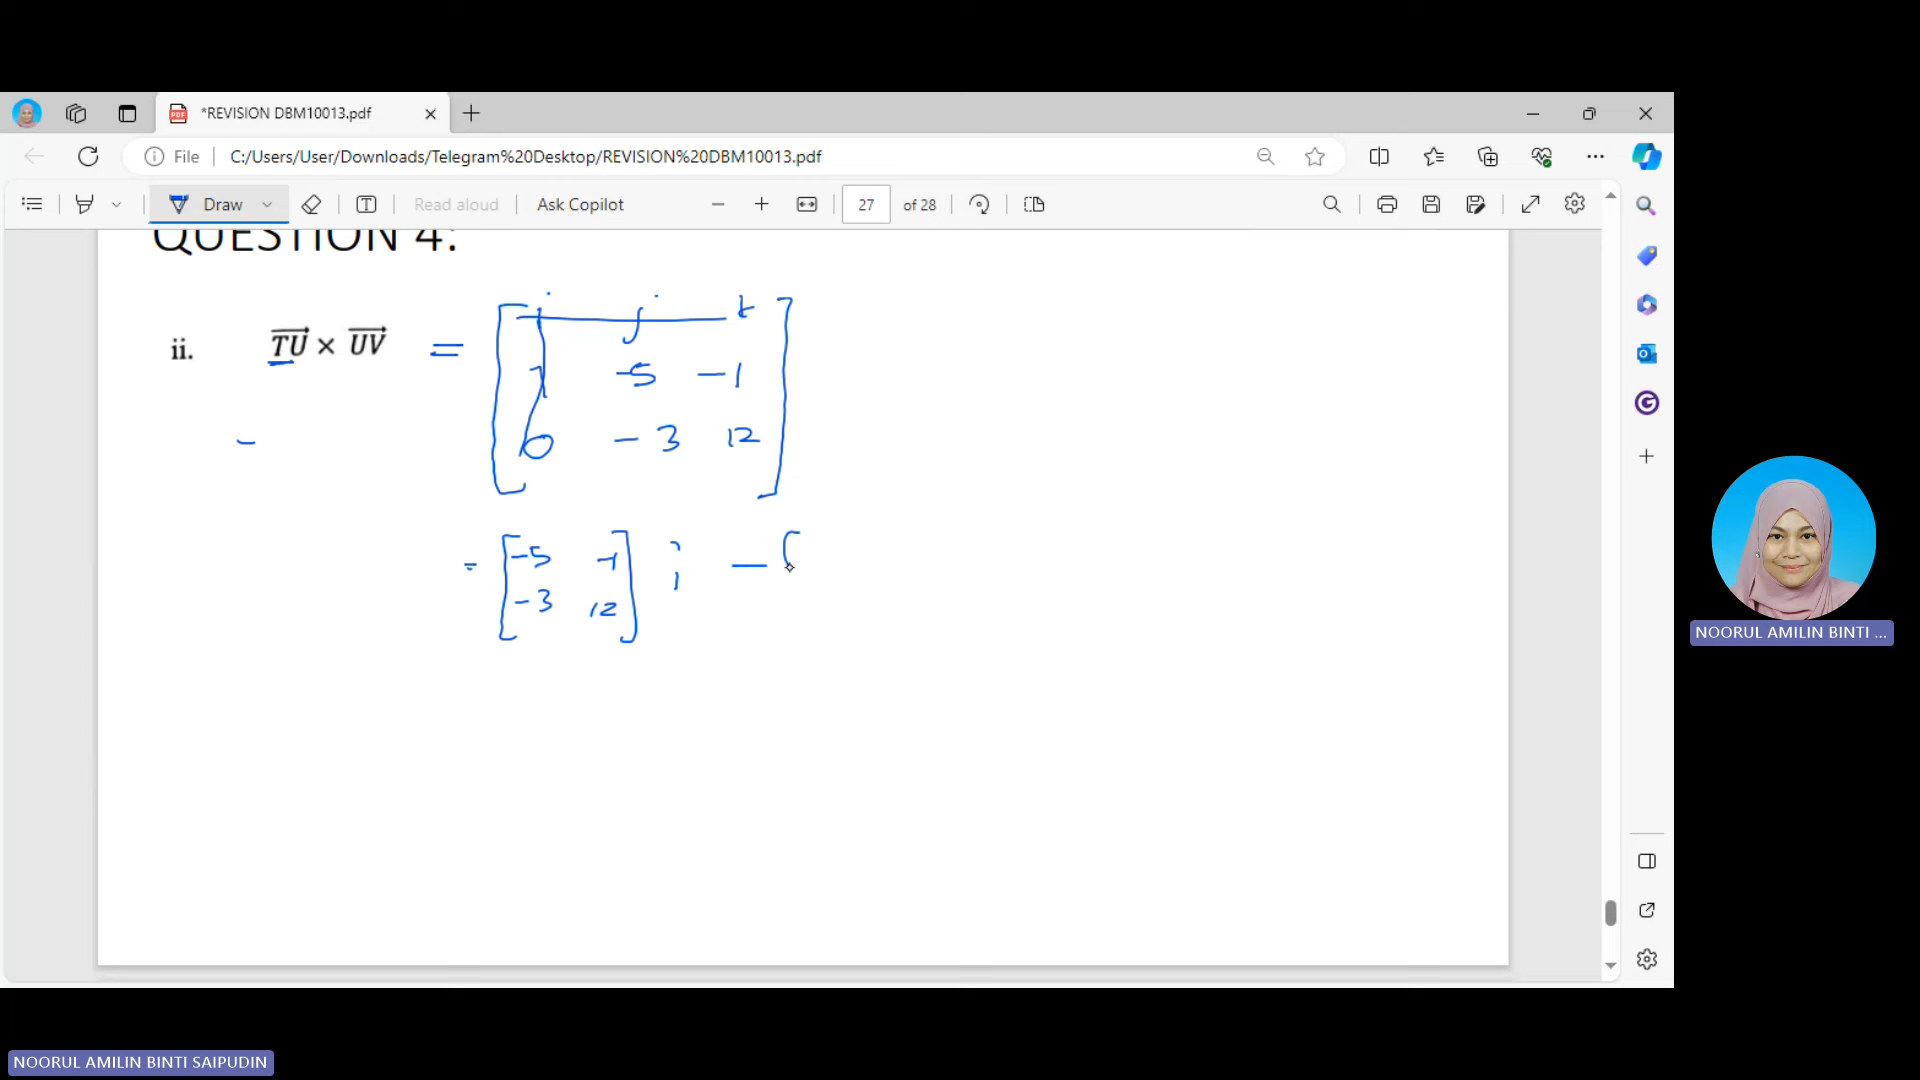 *REVISION DBM10013.pdf
File C:/Users/User/Downloads/Telegram%20Desktop/REVISION%20DBM10013.pdf
Draw Read aloud Ask Copilot 27 of 28
QUESTION 4:
i j k
ii. TU × UV =
-5 -1
0 -3 12
= -5 -1 i -
-3 12
NOORUL AMILIN BINTI ...
NOORUL AMILIN BINTI SAIPUDIN